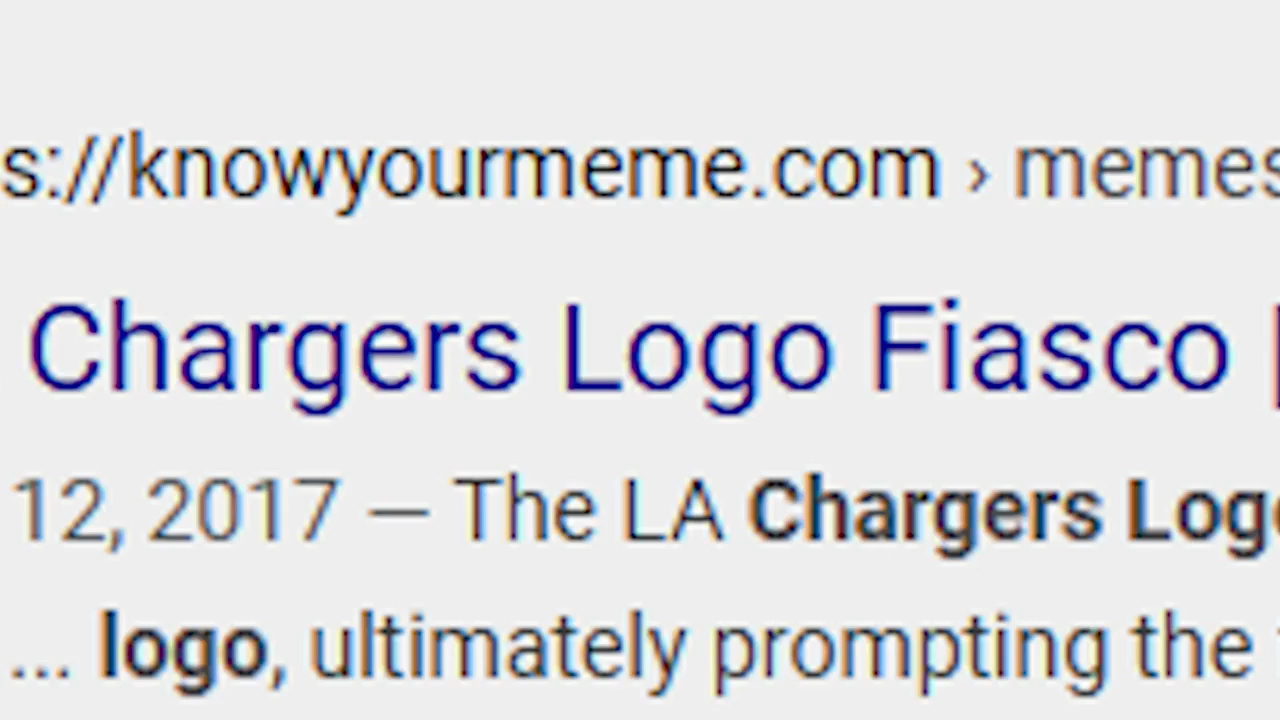 s://knowyourmeme.com › memes
Chargers Logo Fiasco |
12, 2017 — The LA Chargers Logo
... logo, ultimately prompting the